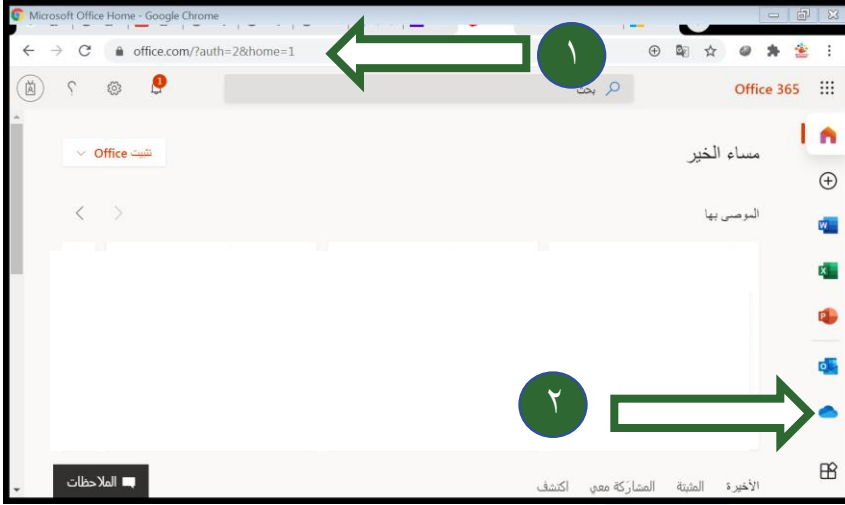 Microsoft Office Home - Google Chrome
office.com/?auth=2&home=1
١
Office 365
بحث
1
مساء الخير
تثبيت Office
الموصى بها
٢
الأخيرة المثبتة المشاركة معي اكتشف
الملاحظات